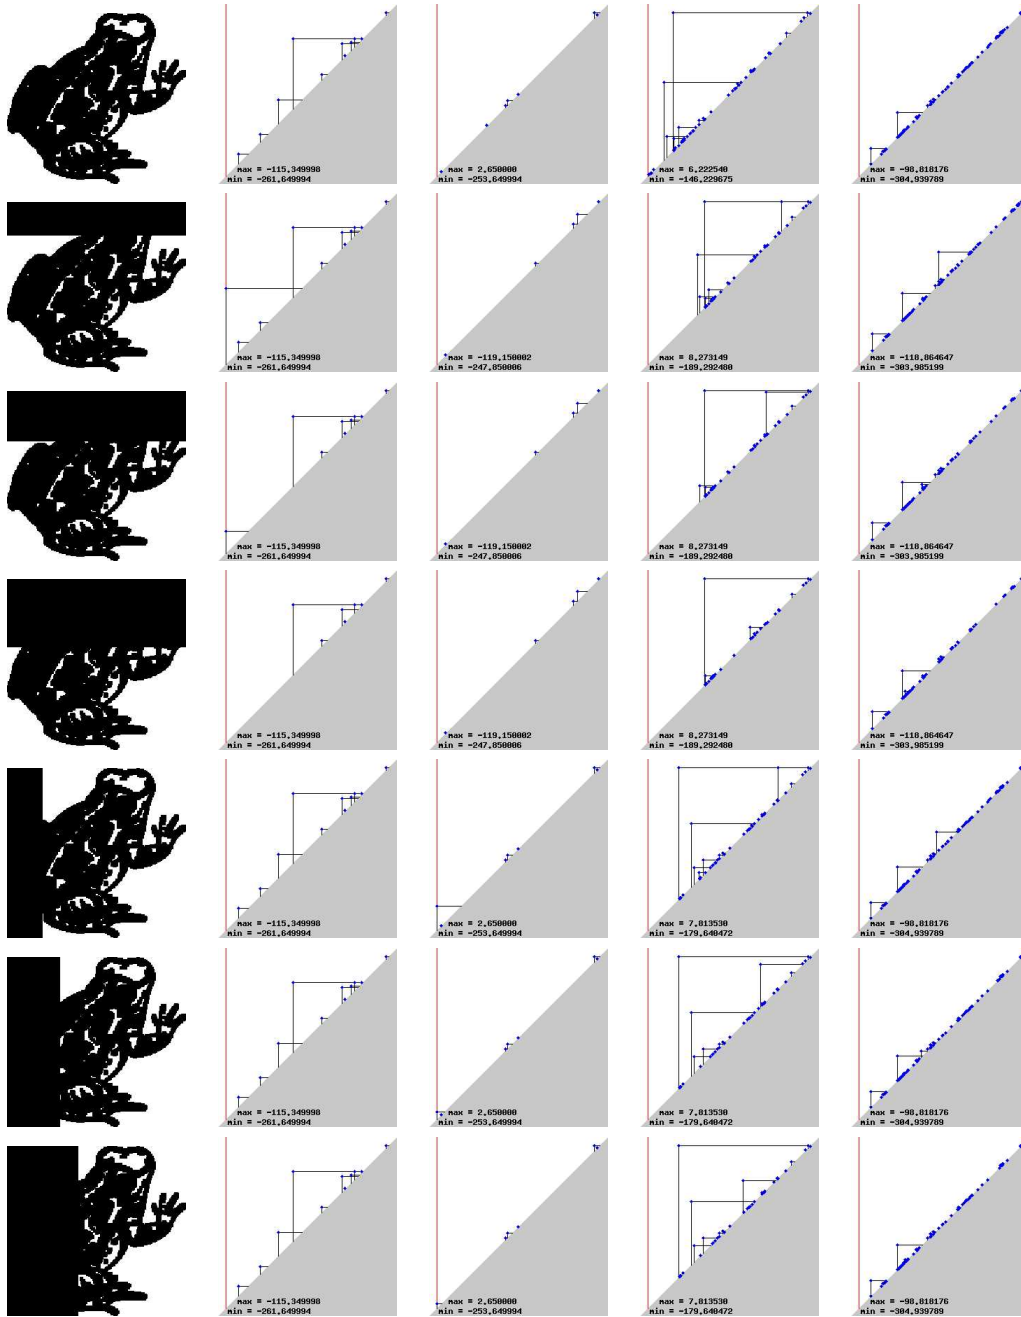 max = -115,349998
min = -261,649994
max = 2,650000
min = -253,649994
max = 6,222540
min = -146,229675
max = -98,818176
min = -304,939789
max = -115,349998
min = -261,649994
max = -119,150002
min = -247,850006
max = 8,273149
min = -189,292480
max = -118,864647
min = -303,985199
max = -115,349998
min = -261,649994
max = -119,150002
min = -247,850006
max = 8,273149
min = -189,292480
max = -118,864647
min = -303,985199
max = -115,349998
min = -261,649994
max = -119,150002
min = -247,850006
max = 8,273149
min = -189,292480
max = -118,864647
min = -303,985199
max = -115,349998
min = -261,649994
max = 2,650000
min = -253,649994
max = 7,813530
min = -179,640472
max = -98,818176
min = -304,939789
max = -115,349998
min = -261,649994
max = 2,650000
min = -253,649994
max = 7,813530
min = -179,640472
max = -98,818176
min = -304,939789
max = -115,349998
min = -261,649994
max = 2,650000
min = -253,649994
max = 7,813530
min = -179,640472
max = -98,818176
min = -304,939789